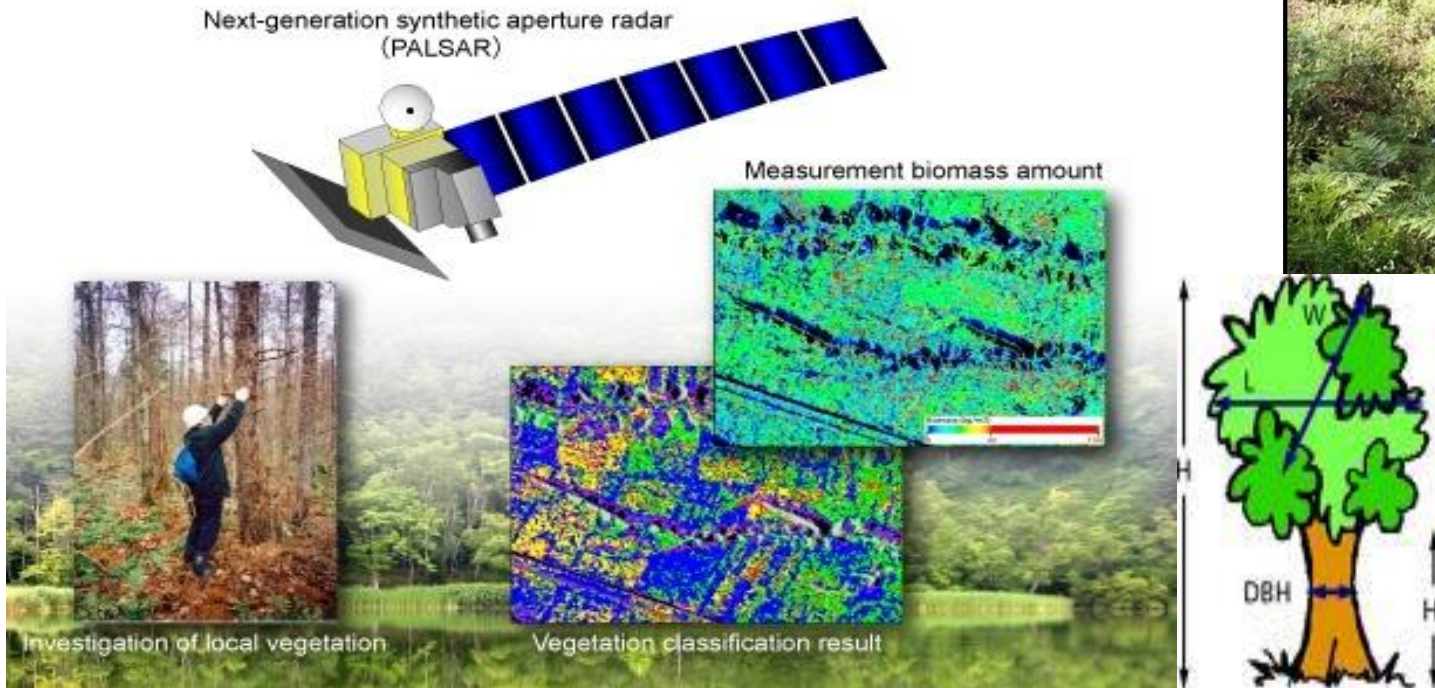 Next-generation synthetic aperture radar
(PALSAR)
Measurement biomass amount
Investigation of local vegetation
Vegetation classification result
H
W
L
DBH
H